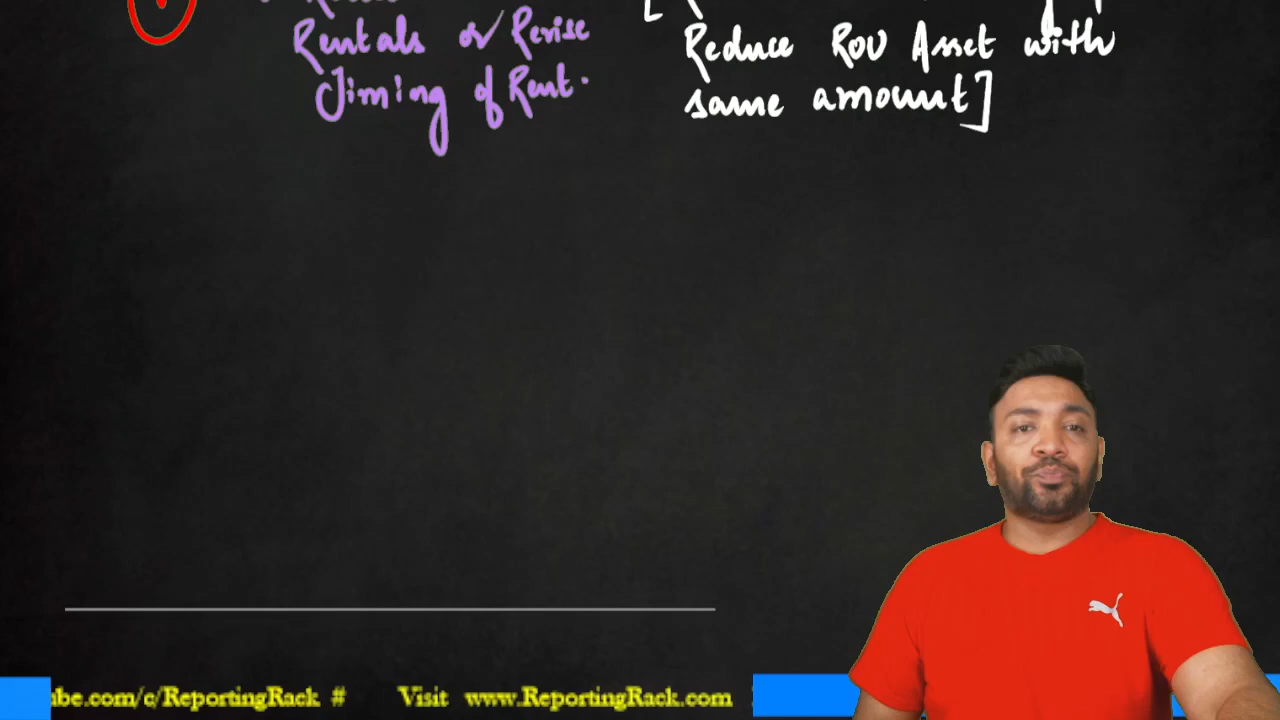 Rentals or Revise
Timing of Rent.
Reduce ROU Asset with
same amount]
ube.com/c/ReportingRack # Visit www.ReportingRack.com